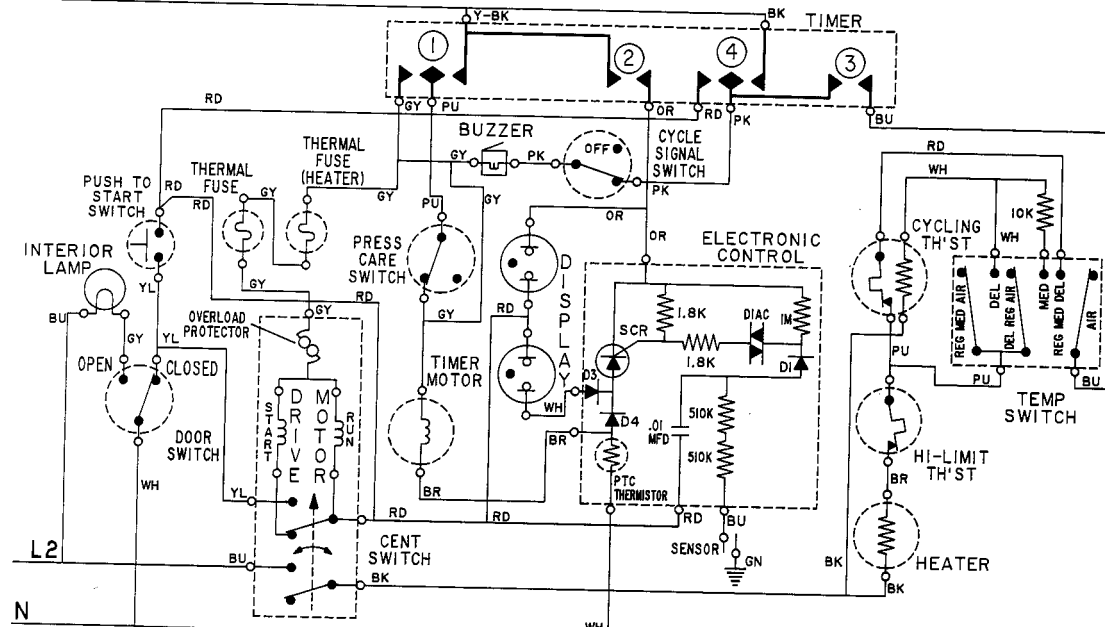 Y-BK
BK
TIMER
1
2
4
3
GY
PU
OR
RD
PK
BU
RD
BUZZER
GY
PK
OFF
CYCLE
SIGNAL
SWITCH
PK
THERMAL
FUSE
(HEATER)
THERMAL
FUSE
GY
GY
GY
PUSH TO
START
SWITCH
RD
RD
INTERIOR
LAMP
YL
BU
GY
YL
OPEN
CLOSED
DOOR
SWITCH
WH
PU
PRESS
CARE
SWITCH
GY
RD
GY
GY
OVERLOAD
PROTECTOR
DRIVE
MOTOR
START
RUN
YL
BU
RD
CENT
SWITCH
BK
L2
N
TIMER
MOTOR
BR
OR
OR
DISPLAY
RD
WH
BR
RD
ELECTRONIC
CONTROL
SCR
1.8K
1.8K
DIAC
1M
D1
D3
D4
.01
MFD
510K
510K
PTC
THERMISTOR
RD
BU
SENSOR
GN
WH
RD
WH
CYCLING
TH'ST
WH
10K
REG MED AIR
DEL
DEL REG AIR
MED
REG MED DEL
AIR
PU
PU
BU
TEMP
SWITCH
HI-LIMIT
TH'ST
BR
HEATER
BK
BK